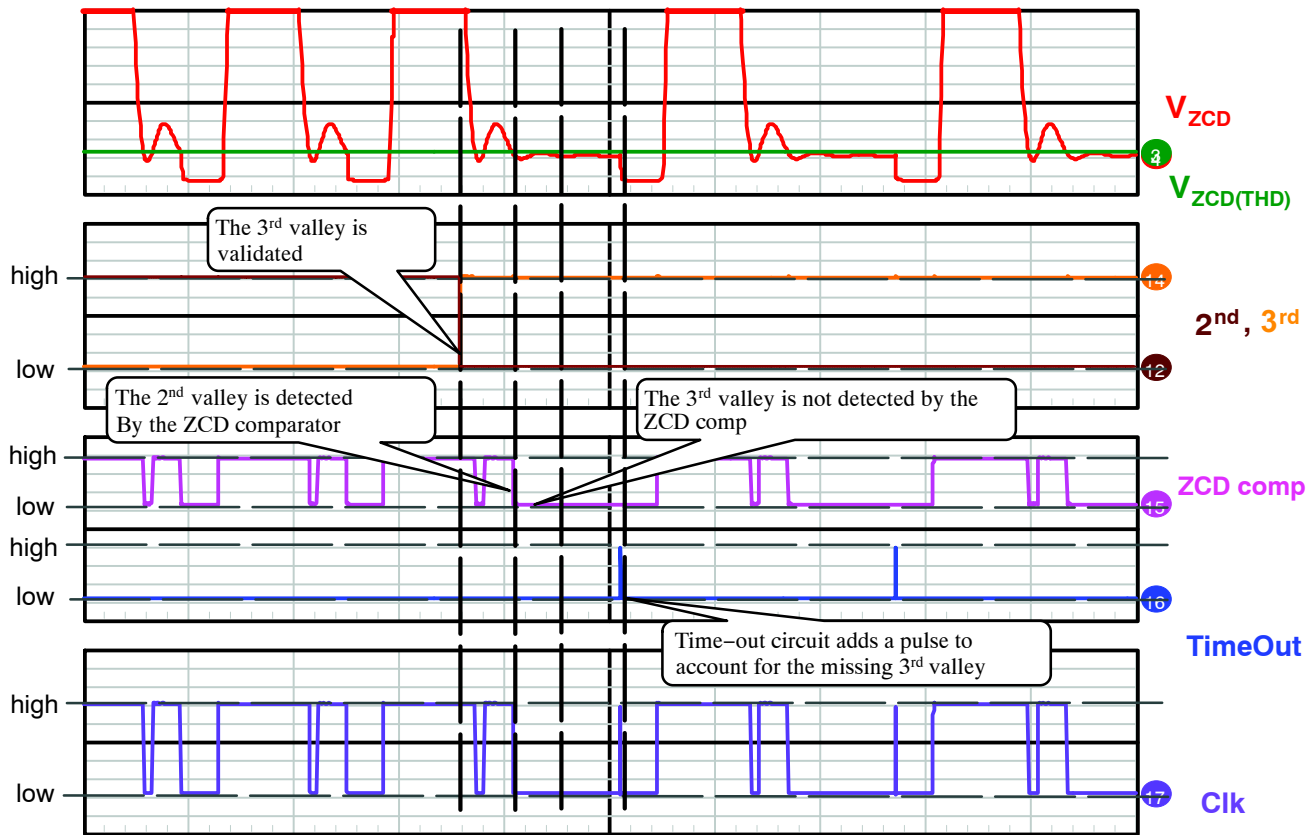 VZCD
3
4
VZCD(THD)
The 3rd valley is
validated
high
14
2nd, 3rd
low
12
The 2nd valley is detected
By the ZCD comparator
The 3rd valley is not detected by the
ZCD comp
high
ZCD comp
low
15
high
low
16
Time−out circuit adds a pulse to
account for the missing 3rd valley
TimeOut
high
low
17
Clk